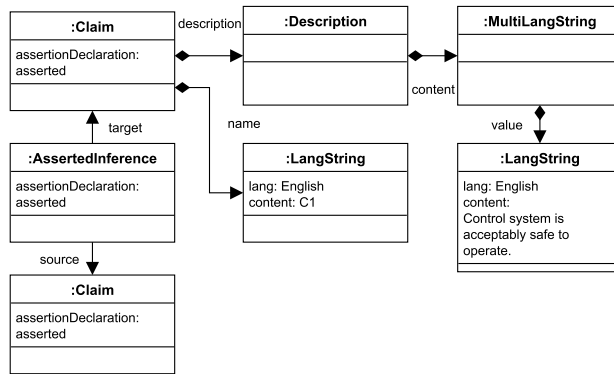 :Claim
assertionDeclaration:
asserted
description
:Description
content
:MultiLangString
name
value
target
:AssertedInference
assertionDeclaration:
asserted
:LangString
lang: English
content: C1
:LangString
lang: English
content:
Control system is
acceptably safe to
operate.
source
:Claim
assertionDeclaration:
asserted